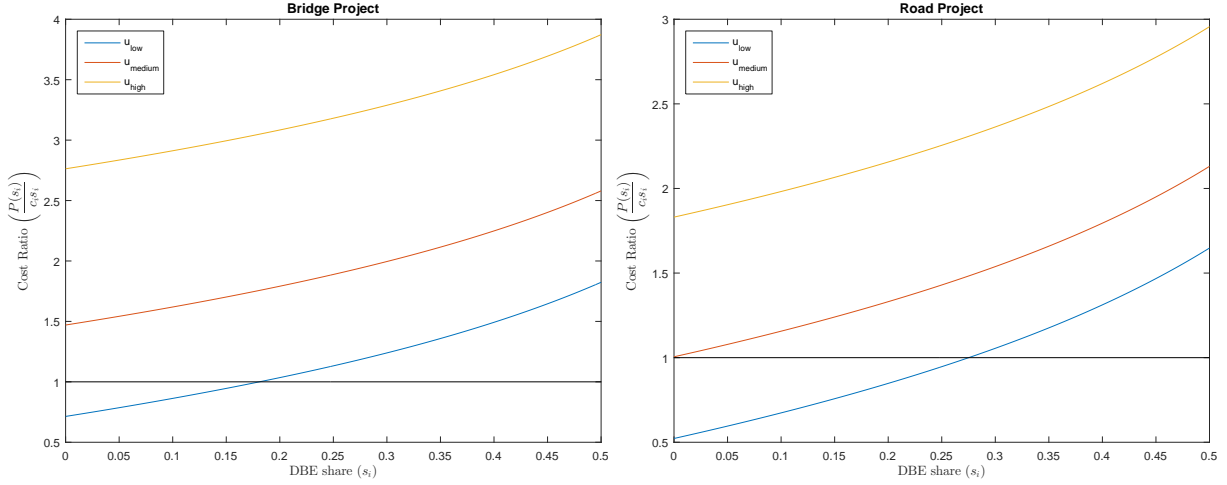 Bridge Project
4
3.5
3
2.5
2
1.5
1
0.5
Cost Ratio (P(s_i)/c_i s_i)
u_low
u_medium
u_high
0 0.05 0.1 0.15 0.2 0.25 0.3 0.35 0.4 0.45 0.5
DBE share (s_i)
Road Project
3
2.5
2
1.5
1
0.5
Cost Ratio (P(s_i)/c_i s_i)
u_low
u_medium
u_high
0 0.05 0.1 0.15 0.2 0.25 0.3 0.35 0.4 0.45 0.5
DBE share (s_i)